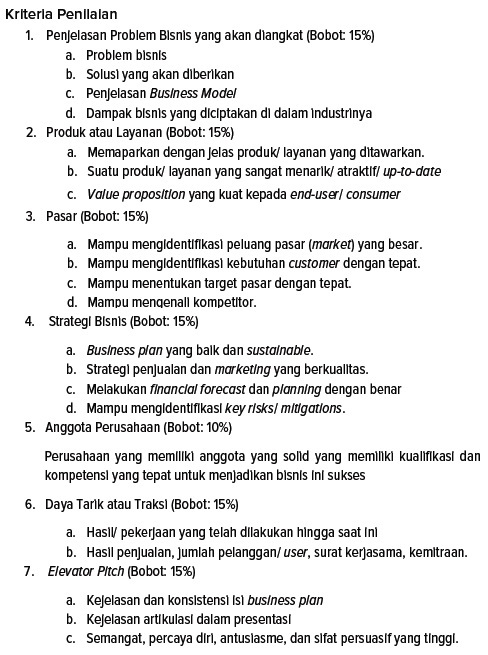 Kriteria Penilaian
1. Penjelasan Problem Bisnis yang akan diangkat (Bobot: 15%)
a. Problem bisnis
b. Solusi yang akan diberikan
c. Penjelasan Business Model
d. Dampak bisnis yang diciptakan di dalam industrinya
2. Produk atau Layanan (Bobot: 15%)
a. Memaparkan dengan jelas produk/ layanan yang ditawarkan.
b. Suatu produk/ layanan yang sangat menarik/ atraktif/ up-to-date
c. Value proposition yang kuat kepada end-user/ consumer
3. Pasar (Bobot: 15%)
a. Mampu mengidentifikasi peluang pasar (market) yang besar.
b. Mampu mengidentifikasi kebutuhan customer dengan tepat.
c. Mampu menentukan target pasar dengan tepat.
d. Mampu mengenali kompetitor.
4. Strategi Bisnis (Bobot: 15%)
a. Business plan yang baik dan sustainable.
b. Strategi penjualan dan marketing yang berkualitas.
c. Melakukan financial forecast dan planning dengan benar
d. Mampu mengidentifikasi key risks/ mitigations.
5. Anggota Perusahaan (Bobot: 10%)
Perusahaan yang memiliki anggota yang solid yang memiliki kualifikasi dan
kompetensi yang tepat untuk menjadikan bisnis ini sukses
6. Daya Tarik atau Traksi (Bobot: 15%)
a. Hasil/ pekerjaan yang telah dilakukan hingga saat ini
b. Hasil penjualan, jumlah pelanggan/ user, surat kerjasama, kemitraan.
7. Elevator Pitch (Bobot: 15%)
a. Kejelasan dan konsistensi isi business plan
b. Kejelasan artikulasi dalam presentasi
c. Semangat, percaya diri, antusiasme, dan sifat persuasif yang tinggi.